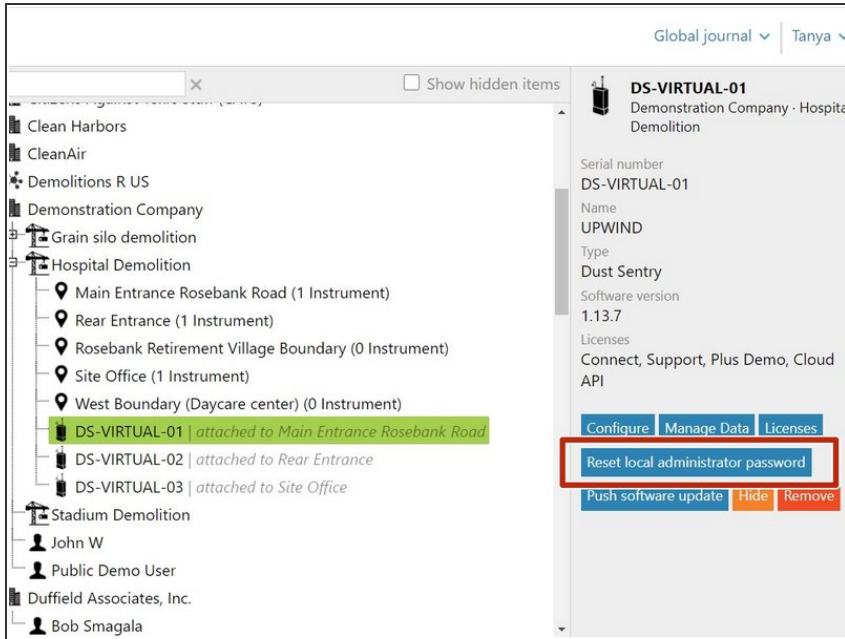 Global journal
Tanya
Show hidden items
Clean Harbors
CleanAir
Demolitions R US
Demonstration Company
Grain silo demolition
Hospital Demolition
Main Entrance Rosebank Road (1 Instrument)
Rear Entrance (1 Instrument)
Rosebank Retirement Village Boundary (0 Instrument)
Site Office (1 Instrument)
West Boundary (Daycare center) (0 Instrument)
DS-VIRTUAL-01 | attached to Main Entrance Rosebank Road
DS-VIRTUAL-02 | attached to Rear Entrance
DS-VIRTUAL-03 | attached to Site Office
Stadium Demolition
John W
Public Demo User
Duffield Associates, Inc.
Bob Smagala
DS-VIRTUAL-01
Demonstration Company · Hospita
Demolition
Serial number
DS-VIRTUAL-01
Name
UPWIND
Type
Dust Sentry
Software version
1.13.7
Licenses
Connect, Support, Plus Demo, Cloud
API
Configure Manage Data Licenses
Reset local administrator password
Push software update Hide Remove